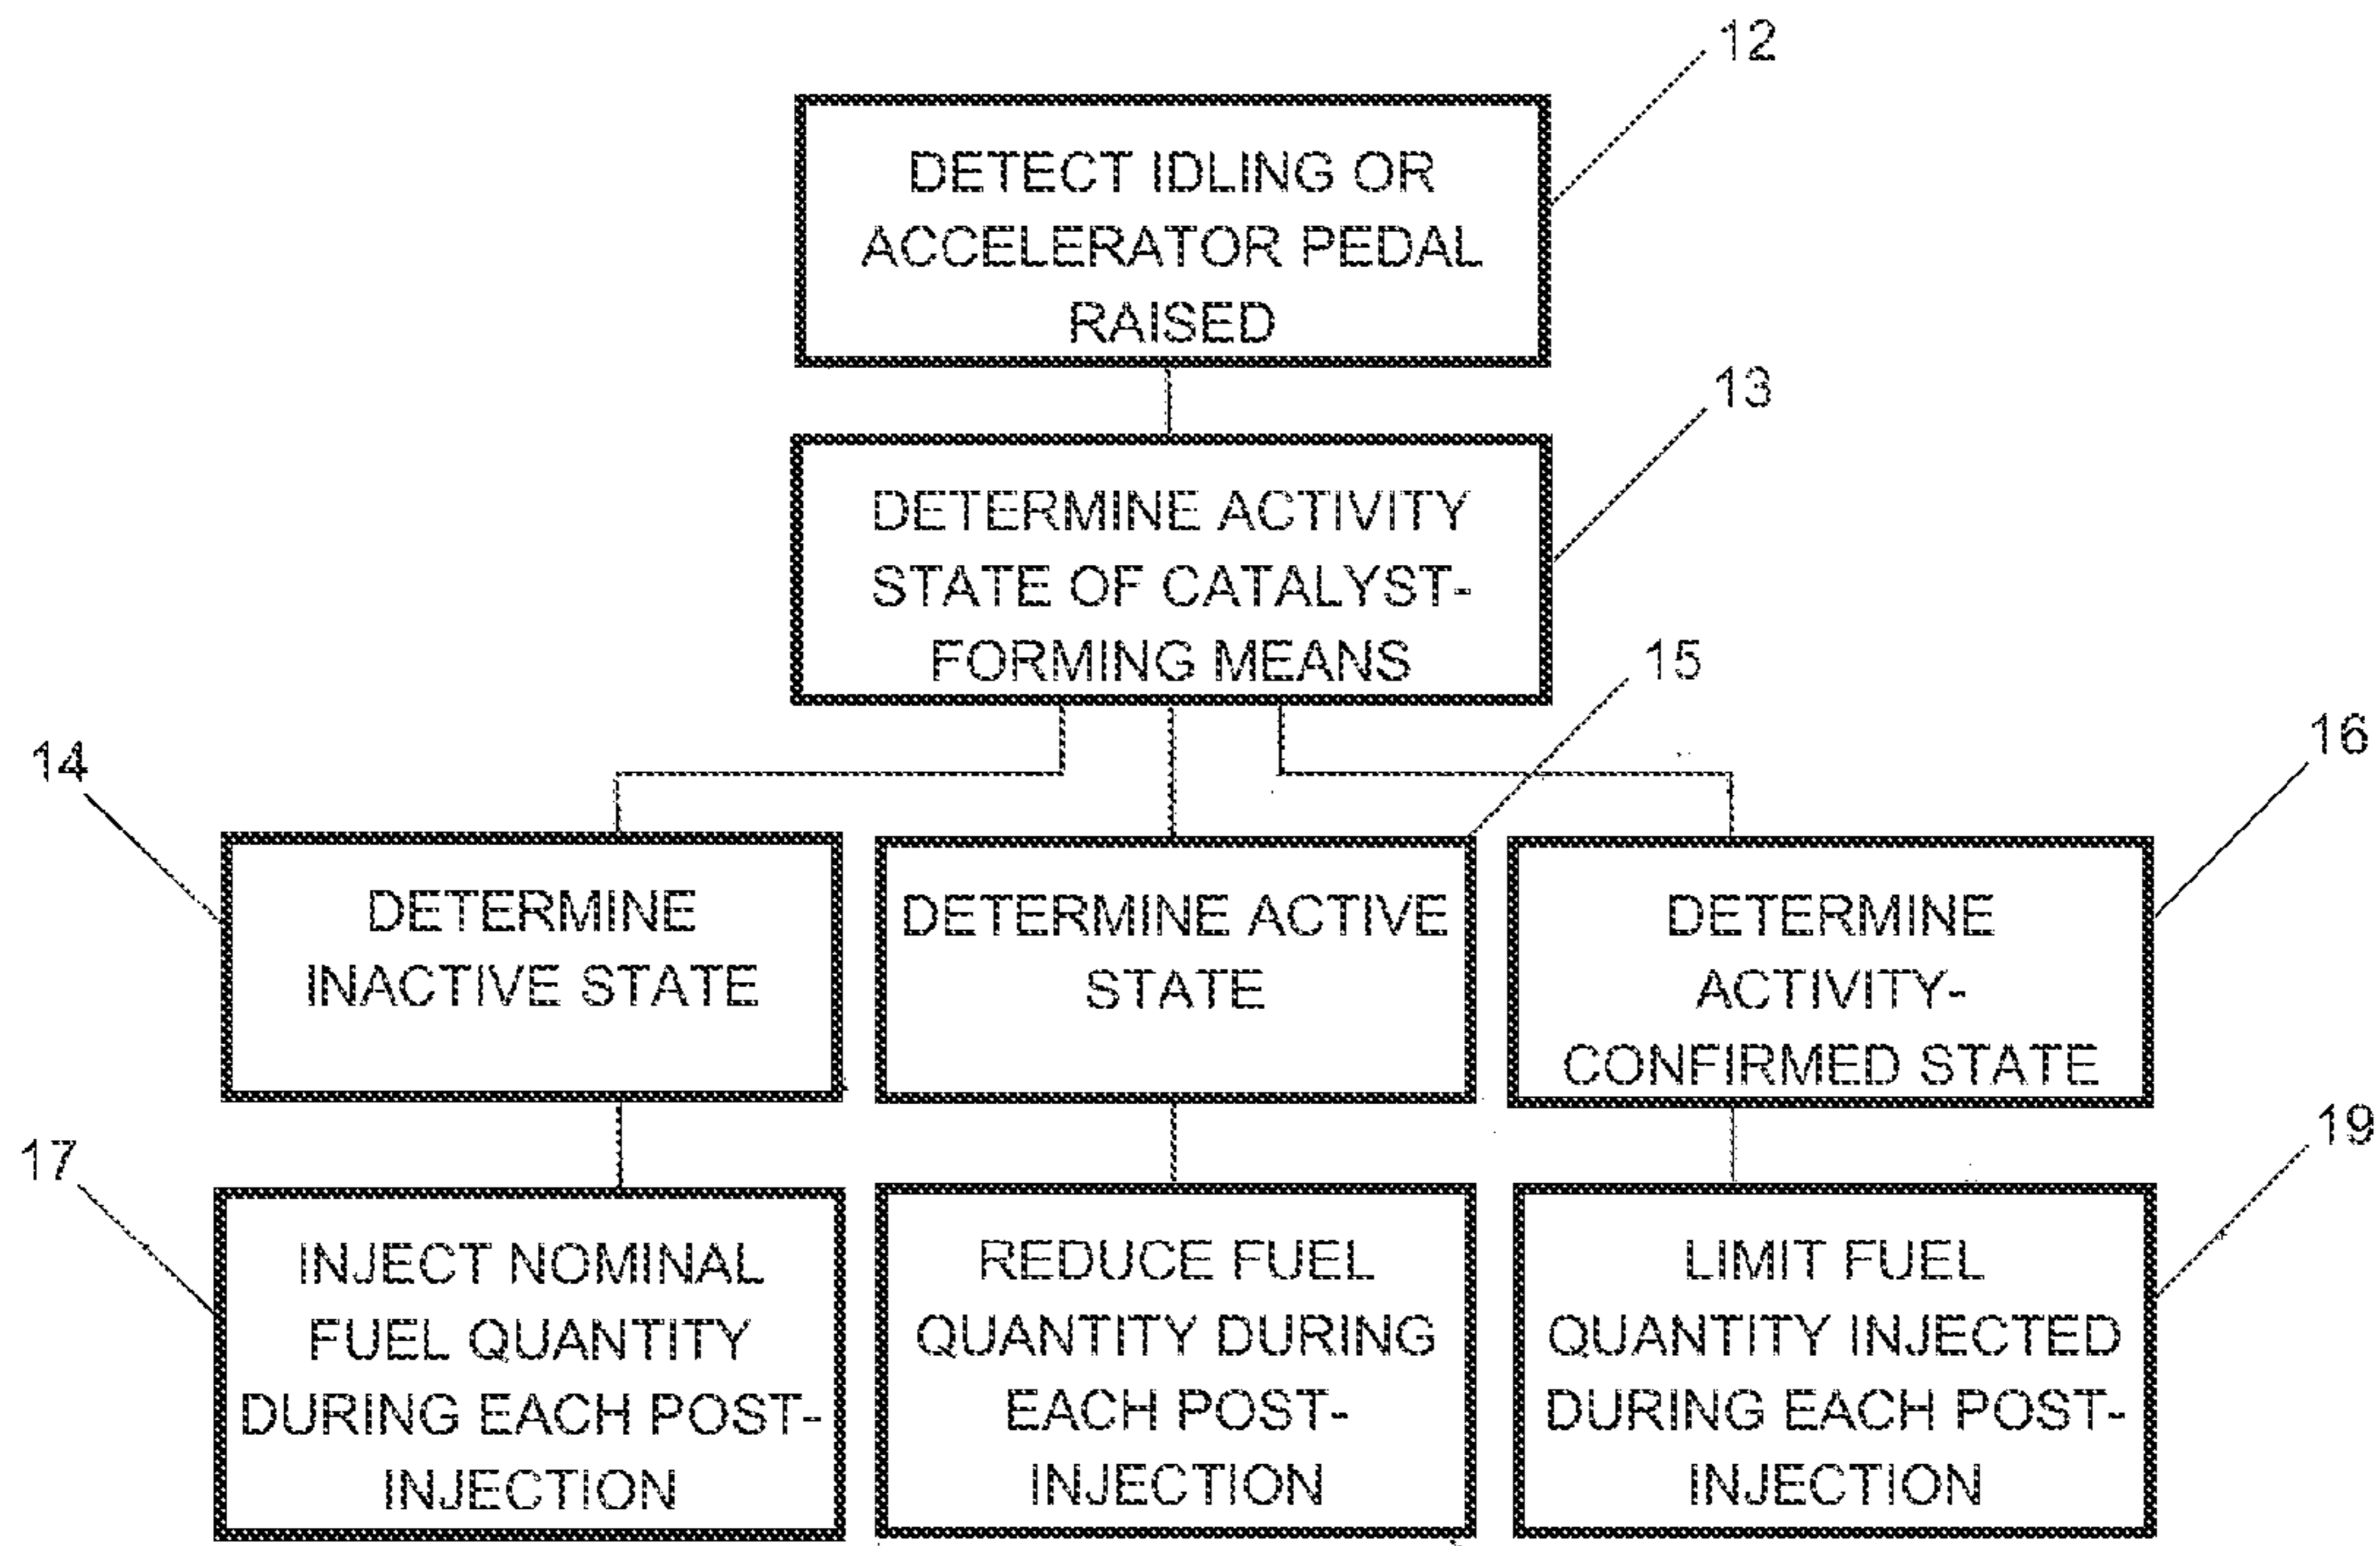 12
DETECT IDLING OR
ACCELERATOR PEDAL
RAISED
13
DETERMINE ACTIVITY
STATE OF CATALYST-
FORMING MEANS
15
14
16
DETERMINE
INACTIVE STATE
DETERMINE ACTIVE
STATE
DETERMINE
ACTIVITY-
CONFIRMED STATE
17
19
INJECT NOMINAL
FUEL QUANTITY
DURING EACH POST-
INJECTION
REDUCE FUEL
QUANTITY DURING
EACH POST-
INJECTION
LIMIT FUEL
QUANTITY INJECTED
DURING EACH POST-
INJECTION